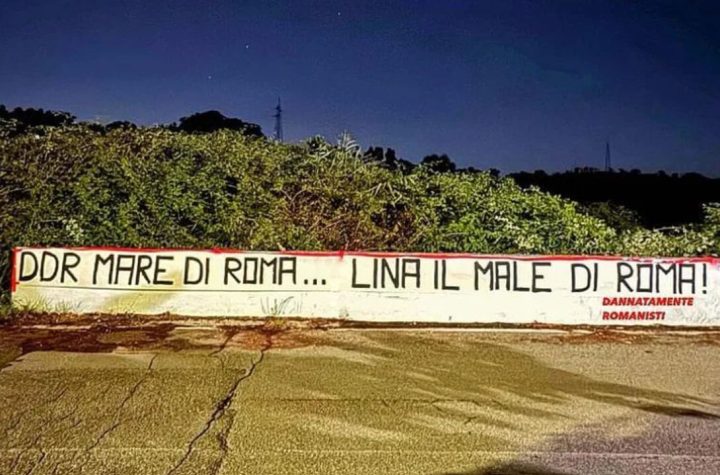 DDR MARE DI ROMA... LINA IL MALE DI ROMA!
DANNATAMENTE
ROMANISTI